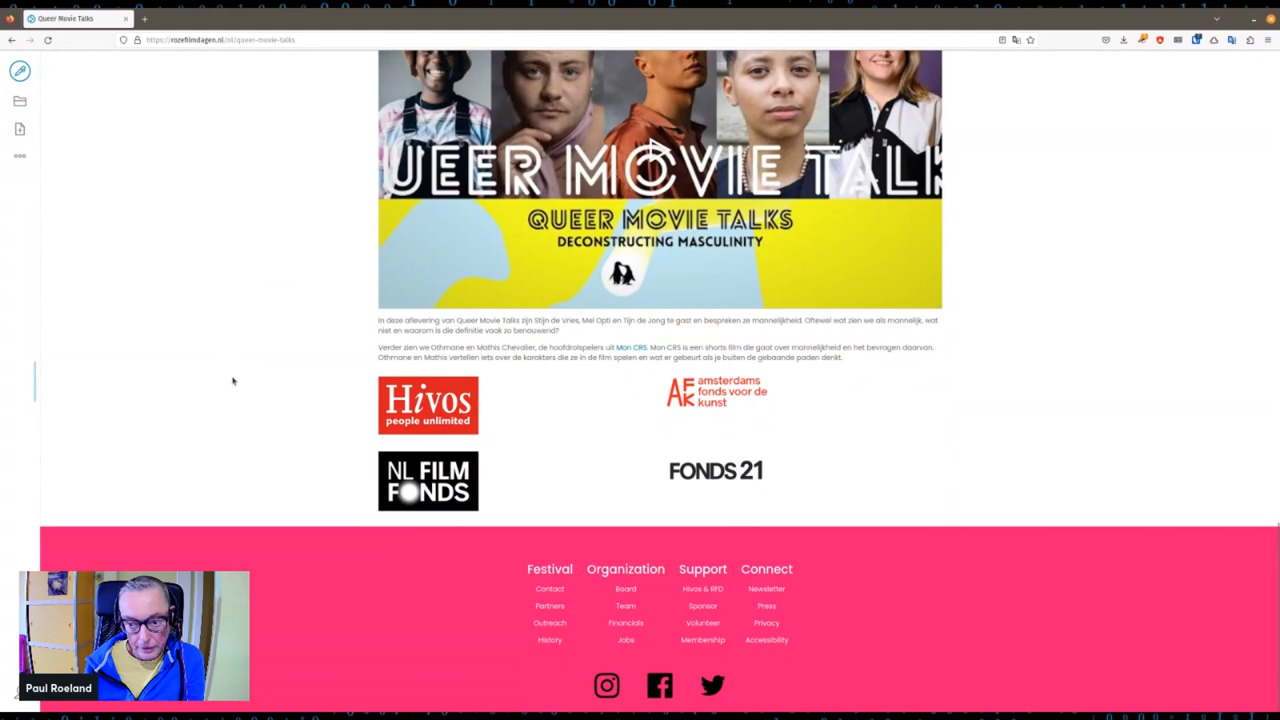 Queer Movie Talks
https://rozefilmdagen.nl/nl/queer-movie-talks
UEER MOVIE TALK
QUEER MOVIE TALKS
DECONSTRUCTING MASCULINITY
In deze aflevering van Queer Movie Talks zijn Stijn de Vries, Mel Opti en Tijn de Jong te gast en bespreken ze mannelijkheid. Oftewel wat zien we als mannelijk, wat
niet en waarom is die definitie vaak zo benauwend?
Verder zien we Othmane en Mathis Chevalier, de hoofdrolspelers uit Mon CRS. Mon CRS is een shorts film die gaat over mannelijkheid en het bevragen daarvan.
Othmane en Mathis vertellen iets over de karakters die ze in de film spelen en wat er gebeurt als je buiten de gebaande paden denkt.
Hivos
people unlimited
AFK amsterdams
fonds voor de
kunst
NL FILM
FONDS
FONDS 21
Festival Organization Support Connect
Contact Board Hivos & RFD Newsletter
Partners Team Sponsor Press
Outreach Financials Volunteer Privacy
History Jobs Membership Accessibility
Paul Roeland